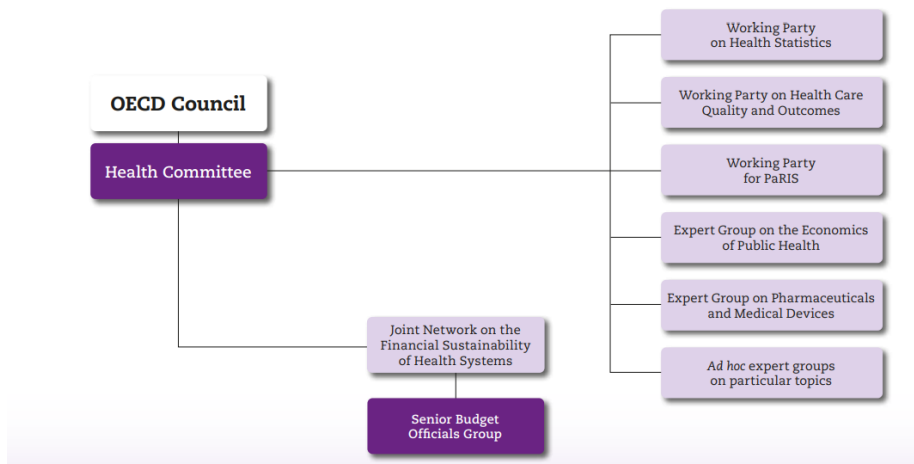 OECD Council
Health Committee
Working Party
on Health Statistics
Working Party on Health Care
Quality and Outcomes
Working Party
for PaRIS
Expert Group on the Economics
of Public Health
Expert Group on Pharmaceuticals
and Medical Devices
Ad hoc expert groups
on particular topics
Joint Network on the
Financial Sustainability
of Health Systems
Senior Budget
Officials Group